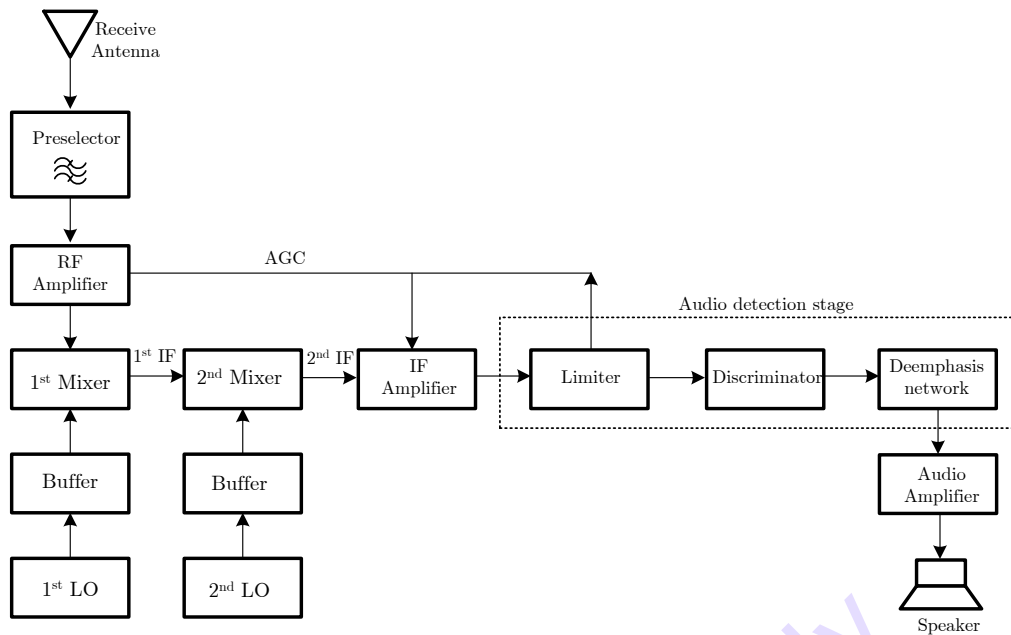 Receive
Antenna
Preselector
RF
Amplifier
AGC
Audio detection stage
1st Mixer
1st IF
2nd Mixer
2nd IF
IF
Amplifier
Limiter
Discriminator
Deemphasis
network
Buffer
Buffer
Audio
Amplifier
1st LO
2nd LO
Speaker